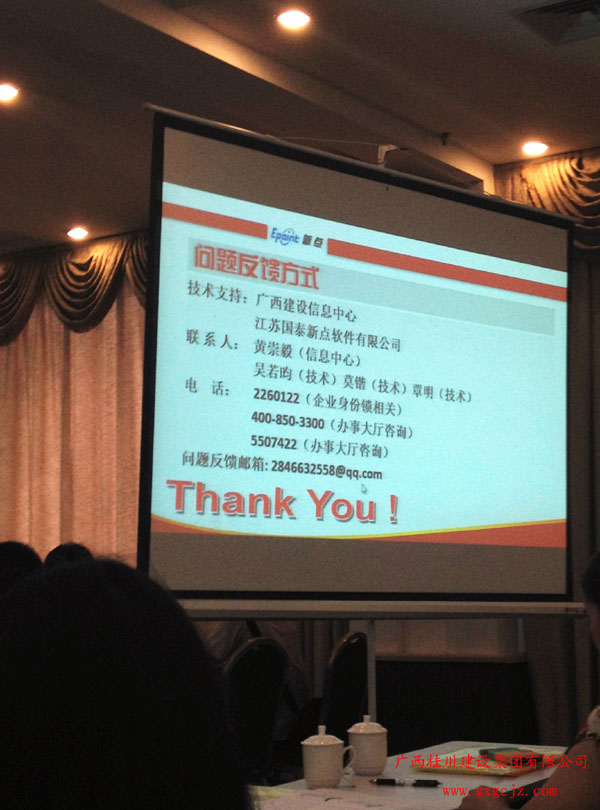 Epoint 新点
问题反馈方式
技术支持：广西建设信息中心
江苏国泰新点软件有限公司
联系人：黄崇毅（信息中心）
吴若昀（技术）莫锴（技术）覃明（技术）
电 话：2260122（企业身份锁相关）
400-850-3300（办事大厅咨询）
5507422（办事大厅咨询）
问题反馈邮箱: 2846632558@qq.com
Thank You !
广西桂川建设集团有限公司
www.gxgcjz.com